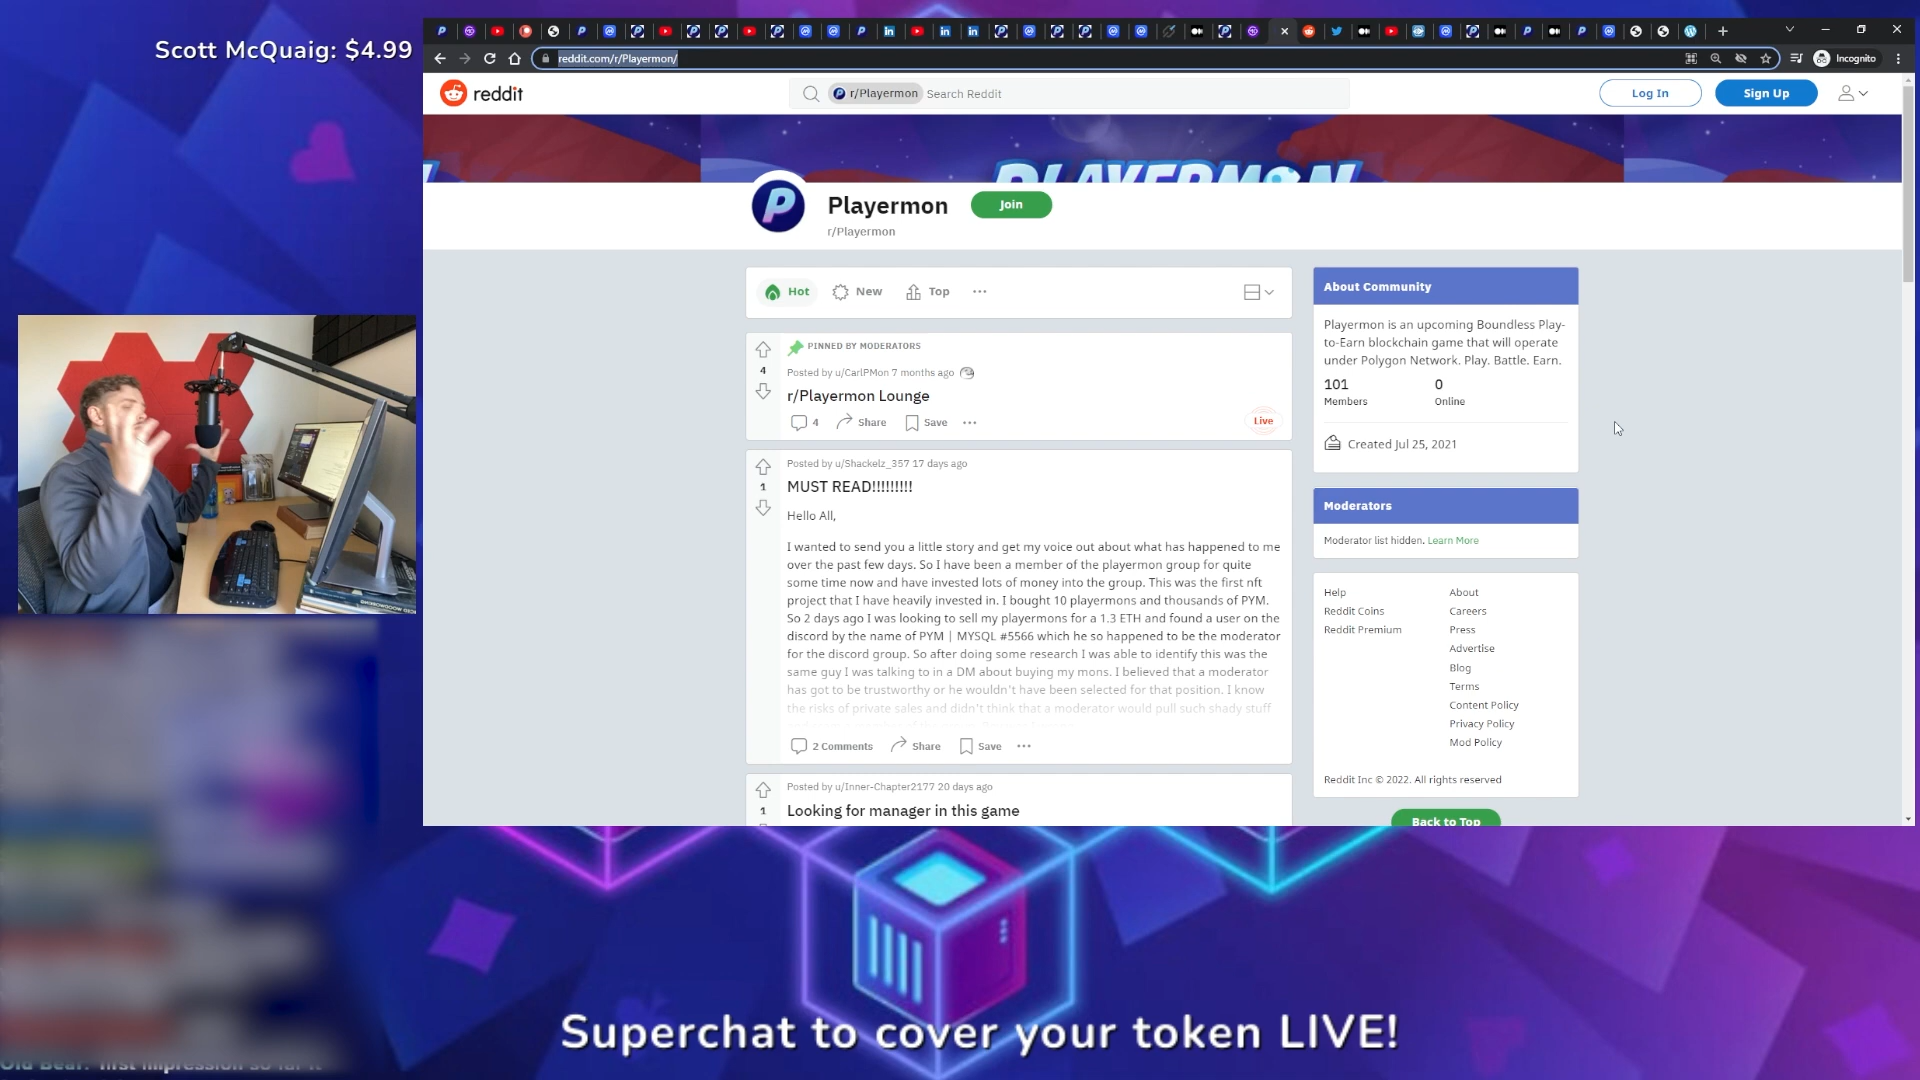 Scott McQuaig: $4.99
reddit.com/r/Playermon/
Incognito
reddit
r/Playermon Search Reddit
Log In
Sign Up
PLAYERMON
Playermon
Join
r/Playermon
Hot
New
Top
PINNED BY MODERATORS
4
Posted by u/CarlPMon 7 months ago
r/Playermon Lounge
4 Share Save
Live
Posted by u/Shackelz_357 17 days ago
1
MUST READ!!!!!!!!!
Hello All,
I wanted to send you a little story and get my voice out about what has happened to me
over the past few days. So I have been a member of the playermon group for quite
some time now and have invested lots of money into the group. This was the first nft
project that I have heavily invested in. I bought 10 playermons and thousands of PYM.
So 2 days ago I was looking to sell my playermons for a 1.3 ETH and found a user on the
discord by the name of PYM | MYSQL #5566 which he so happened to be the moderator
for the discord group. So after doing some research I was able to identify this was the
same guy I was talking to in a DM about buying my mons. I believed that a moderator
has got to be trustworthy or he wouldn't have been selected for that position. I know
the risks of private sales and didn't think that a moderator would pull such shady stuff
2 Comments Share Save
Posted by u/Inner-Chapter2177 20 days ago
1
Looking for manager in this game
About Community
Playermon is an upcoming Boundless Play-
to-Earn blockchain game that will operate
under Polygon Network. Play. Battle. Earn.
101
Members
0
Online
Created Jul 25, 2021
Moderators
Moderator list hidden. Learn More
Help
Reddit Coins
Reddit Premium
About
Careers
Press
Advertise
Blog
Terms
Content Policy
Privacy Policy
Mod Policy
Reddit Inc © 2022. All rights reserved
Back to Top
Superchat to cover your token LIVE!